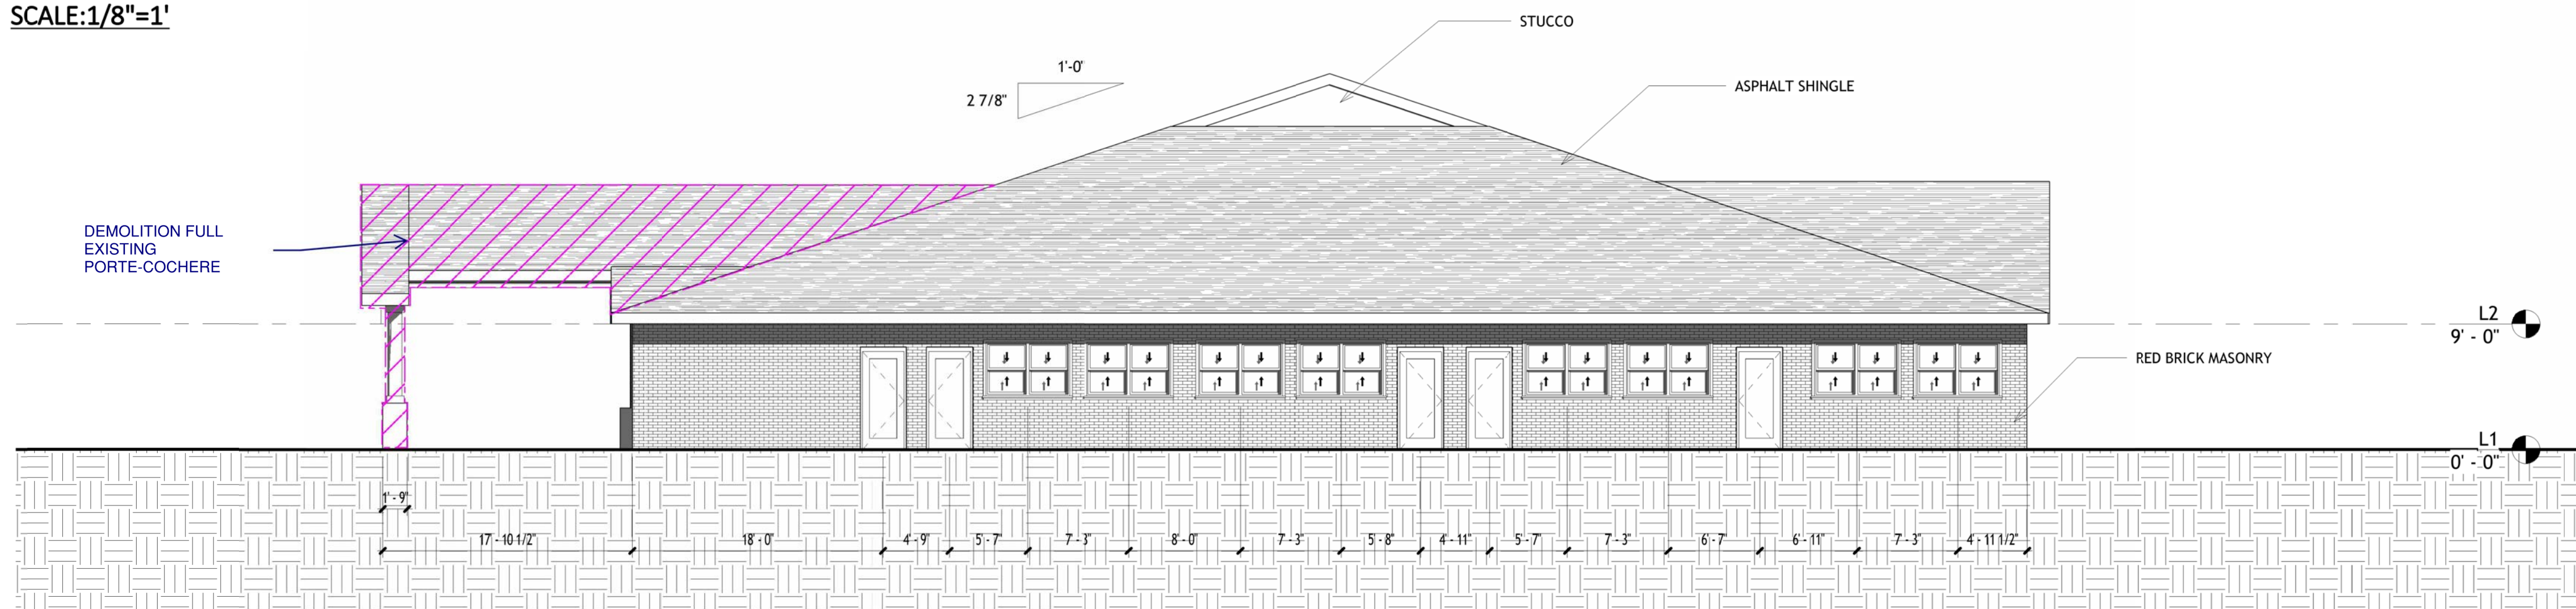 SCALE:1/8"=1'
STUCCO
1'-0'
2 7/8"
ASPHALT SHINGLE
DEMOLITION FULL
EXISTING
PORTE-COCHERE
L2
9' - 0"
RED BRICK MASONRY
L1
0' - 0"
1' - 9"
17' - 10 1/2"
18' - 0"
4' - 9"
5' - 7"
7' - 3"
8' - 0"
7' - 3"
5' - 8"
4' - 11"
5' - 7"
7' - 3"
6' - 7"
6' - 11"
7' - 3"
4' - 11 1/2"